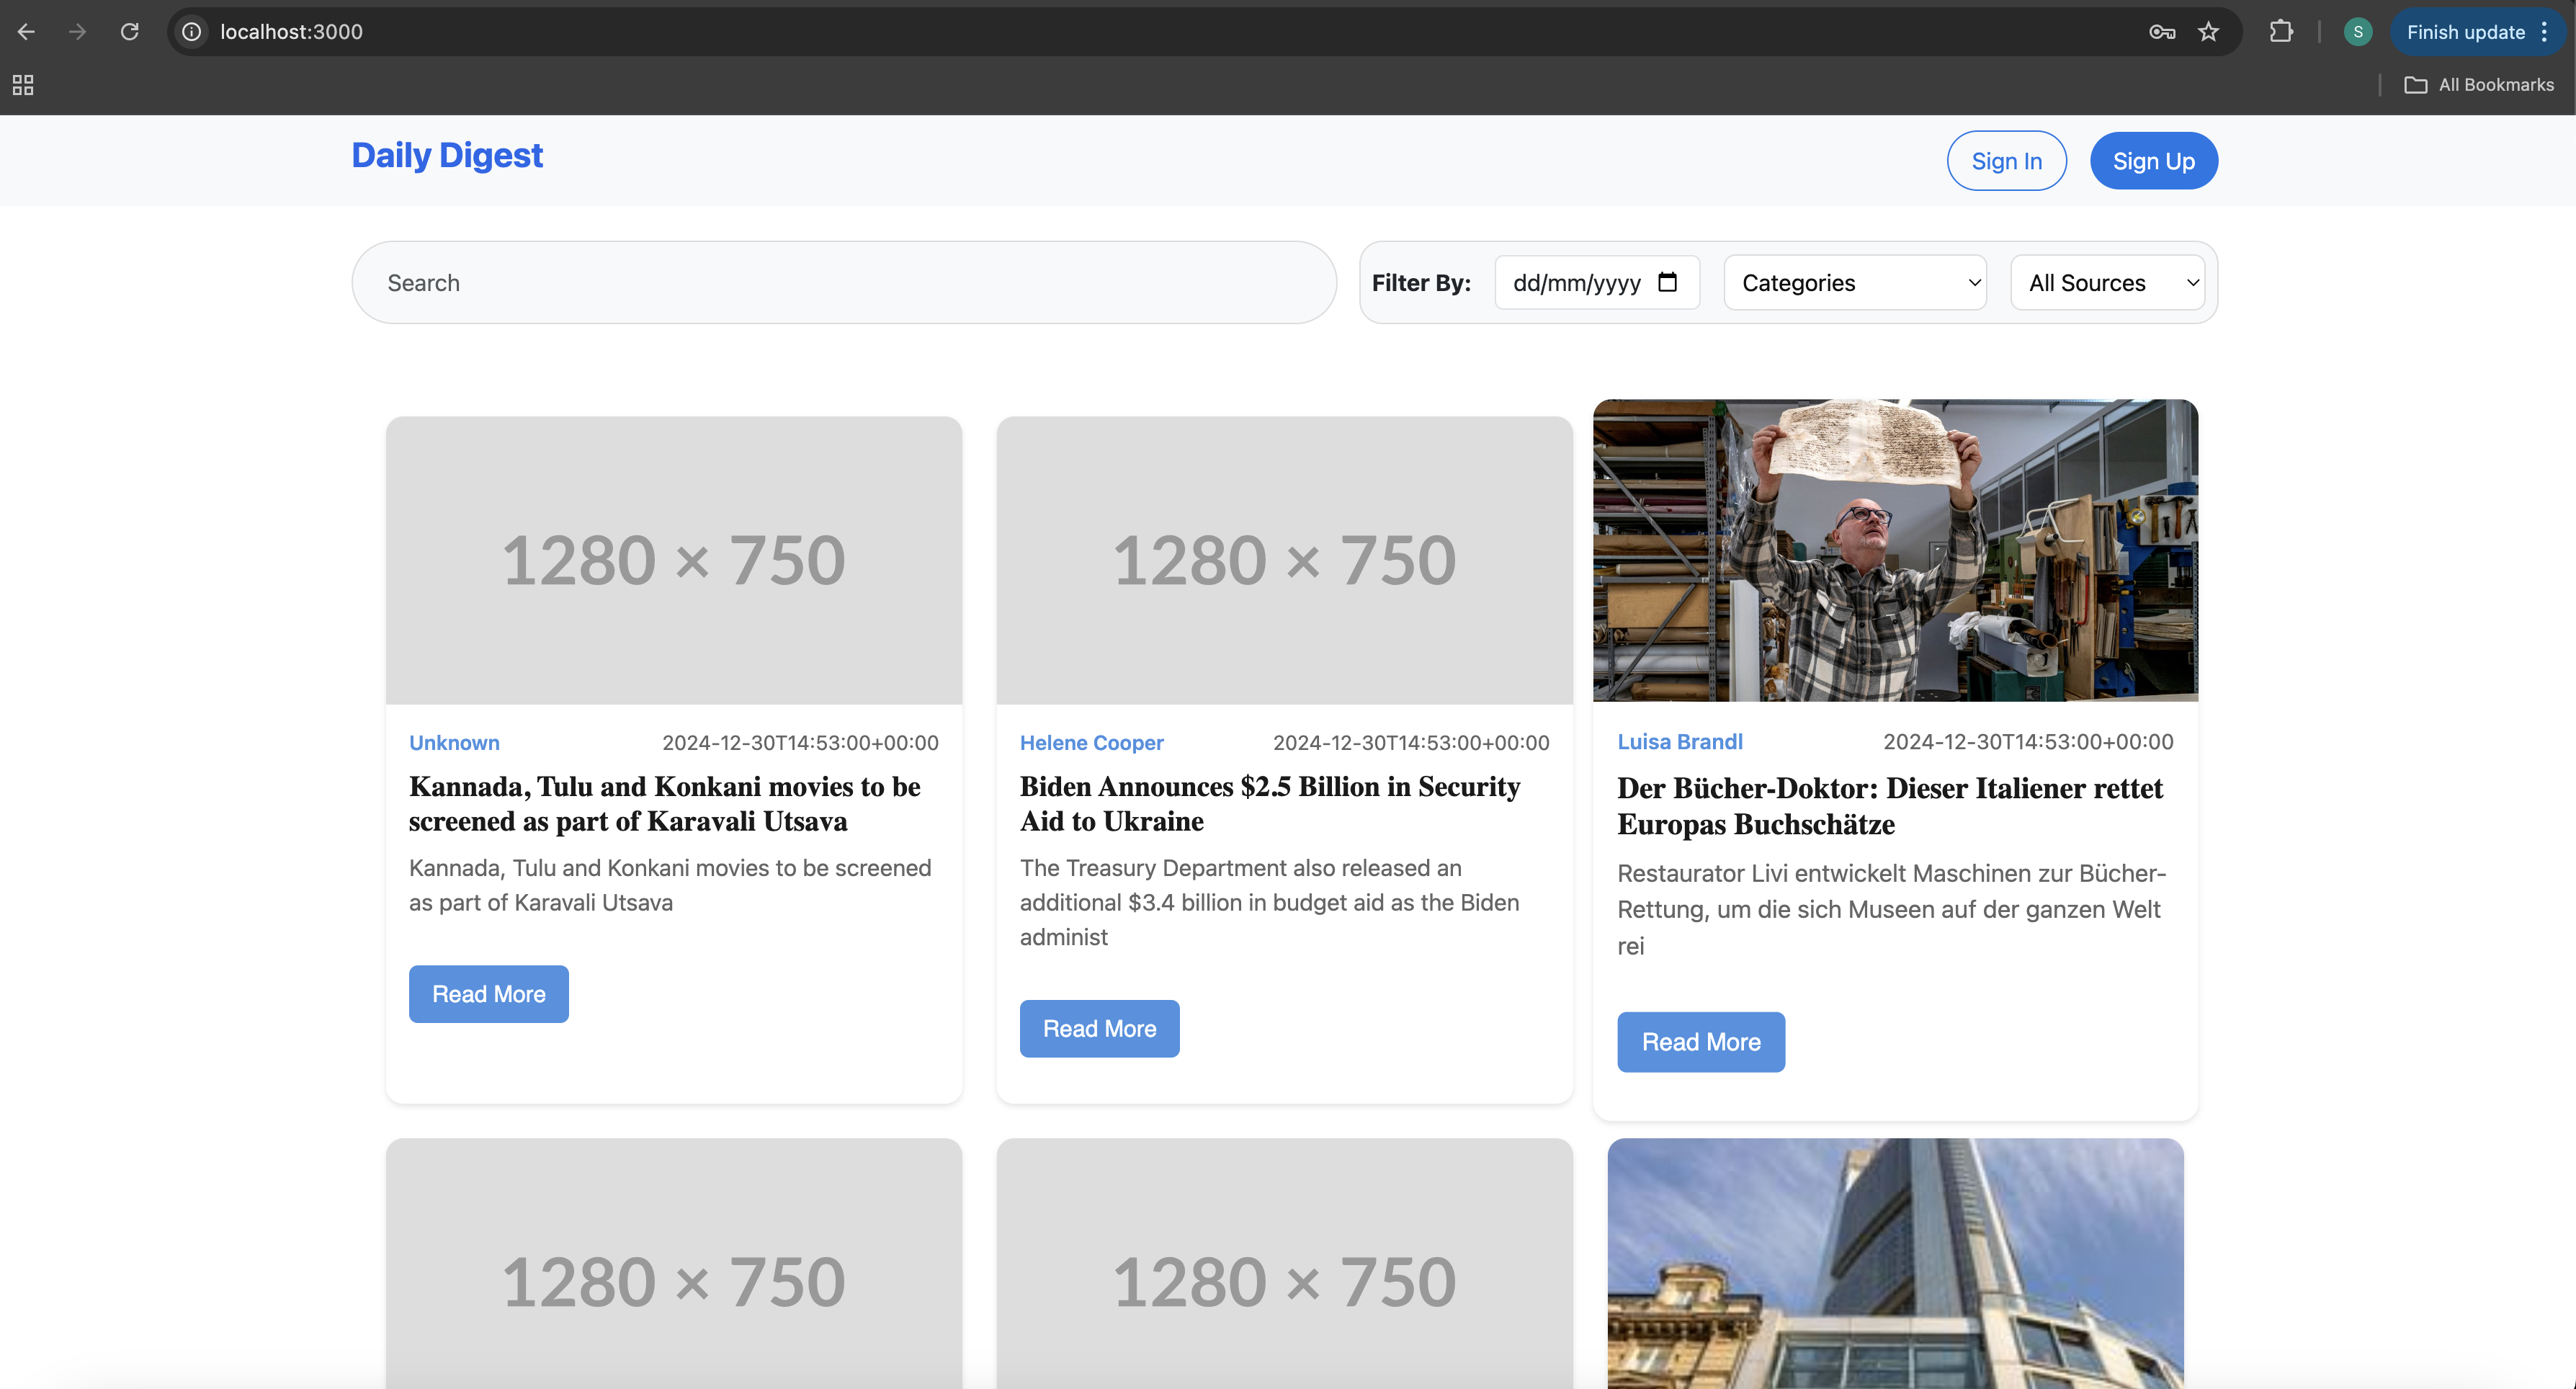 localhost:3000
S
Finish update
All Bookmarks
Daily Digest
Sign In
Sign Up
Search
Filter By:
dd/mm/yyyy
Categories
All Sources
1280 × 750
Unknown
2024-12-30T14:53:00+00:00
Kannada, Tulu and Konkani movies to be
screened as part of Karavali Utsava
Kannada, Tulu and Konkani movies to be screened
as part of Karavali Utsava
Read More
1280 × 750
Helene Cooper
2024-12-30T14:53:00+00:00
Biden Announces $2.5 Billion in Security
Aid to Ukraine
The Treasury Department also released an
additional $3.4 billion in budget aid as the Biden
administ
Read More
Luisa Brandl
2024-12-30T14:53:00+00:00
Der Bücher-Doktor: Dieser Italiener rettet
Europas Buchschätze
Restaurator Livi entwickelt Maschinen zur Bücher-
Rettung, um die sich Museen auf der ganzen Welt
rei
Read More
1280 × 750
1280 × 750